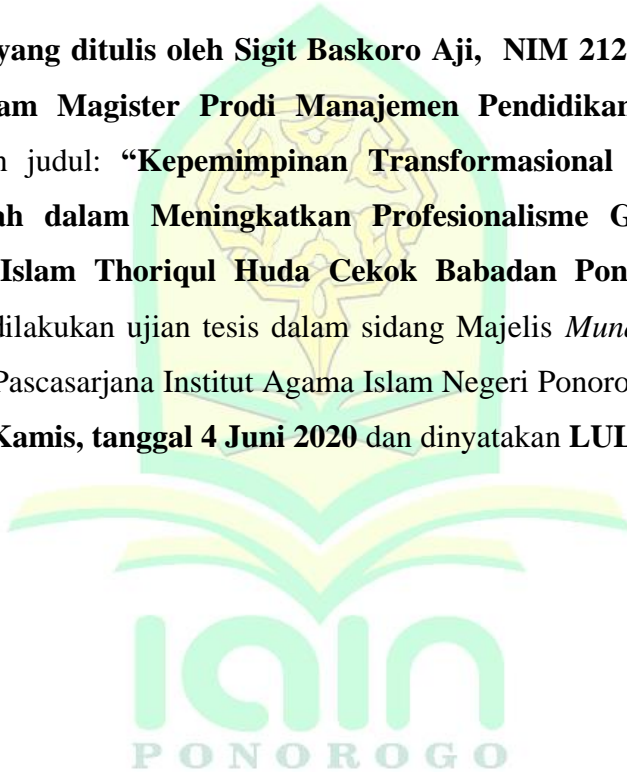 yang ditulis oleh Sigit Baskoro Aji, NIM 212
am Magister Prodi Manajemen Pendidikan
n judul: “Kepemimpinan Transformasional
ah dalam Meningkatkan Profesionalisme G
Islam Thoriqul Huda Cekok Babadan Pon
dilakukan ujian tesis dalam sidang Majelis Muna
Pascasarjana Institut Agama Islam Negeri Ponoro
Kamis, tanggal 4 Juni 2020 dan dinyatakan LUL
iain
PONOROGO